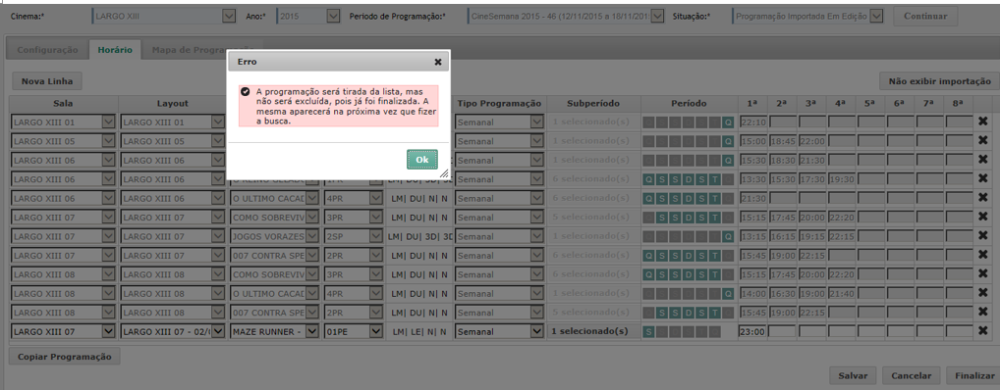 Cinema:* LARGO XIII Ano:* 2015 Período de Programação:* CineSemana 2015 - 46 (12/11/2015 a 18/11/201 Situação:* Programação Importada Em Edição Continuar
Configuração Horário Mapa de
Nova Linha Não exibir importação
Erro
A programação será tirada da lista, mas
não será excluída, pois já foi finalizada. A
mesma aparecerá na próxima vez que fizer
a busca.
Ok
Sala Layout Tipo Programação Subperíodo Período 1ª 2ª 3ª 4ª 5ª 6ª 7ª 8ª
LARGO XIII 01 LARGO XIII 01 Semanal 1 selecionado(s) Q 22:10
LARGO XIII 05 LARGO XIII 05 Semanal 1 selecionado(s) Q 15:00 18:45 22:00
LARGO XIII 06 LARGO XIII 06 Semanal 1 selecionado(s) Q 15:30 18:30 21:30
LARGO XIII 06 LARGO XIII 06 Semanal 6 selecionado(s) Q S S D S T 13:30 15:30 17:30 19:30
LARGO XIII 06 LARGO XIII 06 O ULTIMO CACAD 4PR LM| DU| N| N Semanal 6 selecionado(s) Q S S D S T 21:30
LARGO XIII 07 LARGO XIII 07 COMO SOBREVIV 3PR LM| DU| N| N Semanal 5 selecionado(s) S S D S T 15:15 17:45 20:00 22:20
LARGO XIII 07 LARGO XIII 07 JOGOS VORAZES 2SP LM| DU| 3D| 3D Semanal 1 selecionado(s) Q 13:15 16:15 19:15 22:15
LARGO XIII 07 LARGO XIII 07 007 CONTRA SPE 2PR LM| DU| N| N Semanal 6 selecionado(s) Q S S D S T 15:45 19:00 22:15
LARGO XIII 08 LARGO XIII 08 COMO SOBREVIV 3PR LM| DU| N| N Semanal 6 selecionado(s) Q S S D S T 15:15 17:45 20:00 22:20
LARGO XIII 08 LARGO XIII 08 O ULTIMO CACAD 4PR LM| DU| N| N Semanal 1 selecionado(s) Q 14:00 16:30 19:00 21:40
LARGO XIII 08 LARGO XIII 08 007 CONTRA SPE 2PR LM| DU| N| N Semanal 5 selecionado(s) S S D S T 15:45 19:00 22:15
LARGO XIII 07 LARGO XIII 07 - 02/ MAZE RUNNER - 01PE LM| LE| N| N Semanal 1 selecionado(s) S 23:00
Copiar Programação
Salvar Cancelar Finalizar